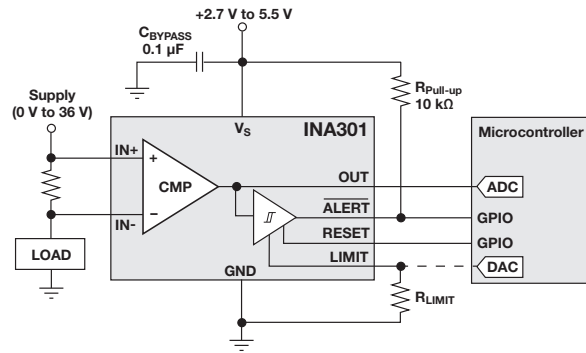 +2.7 V to 5.5 V
CBYPASS
0.1 µF
RPull-up
10 kΩ
Supply
(0 V to 36 V)
VS
INA301
Microcontroller
IN+
+
CMP
OUT
ADC
ALERT
GPIO
IN-
−
RESET
GPIO
LOAD
LIMIT
DAC
GND
RLIMIT